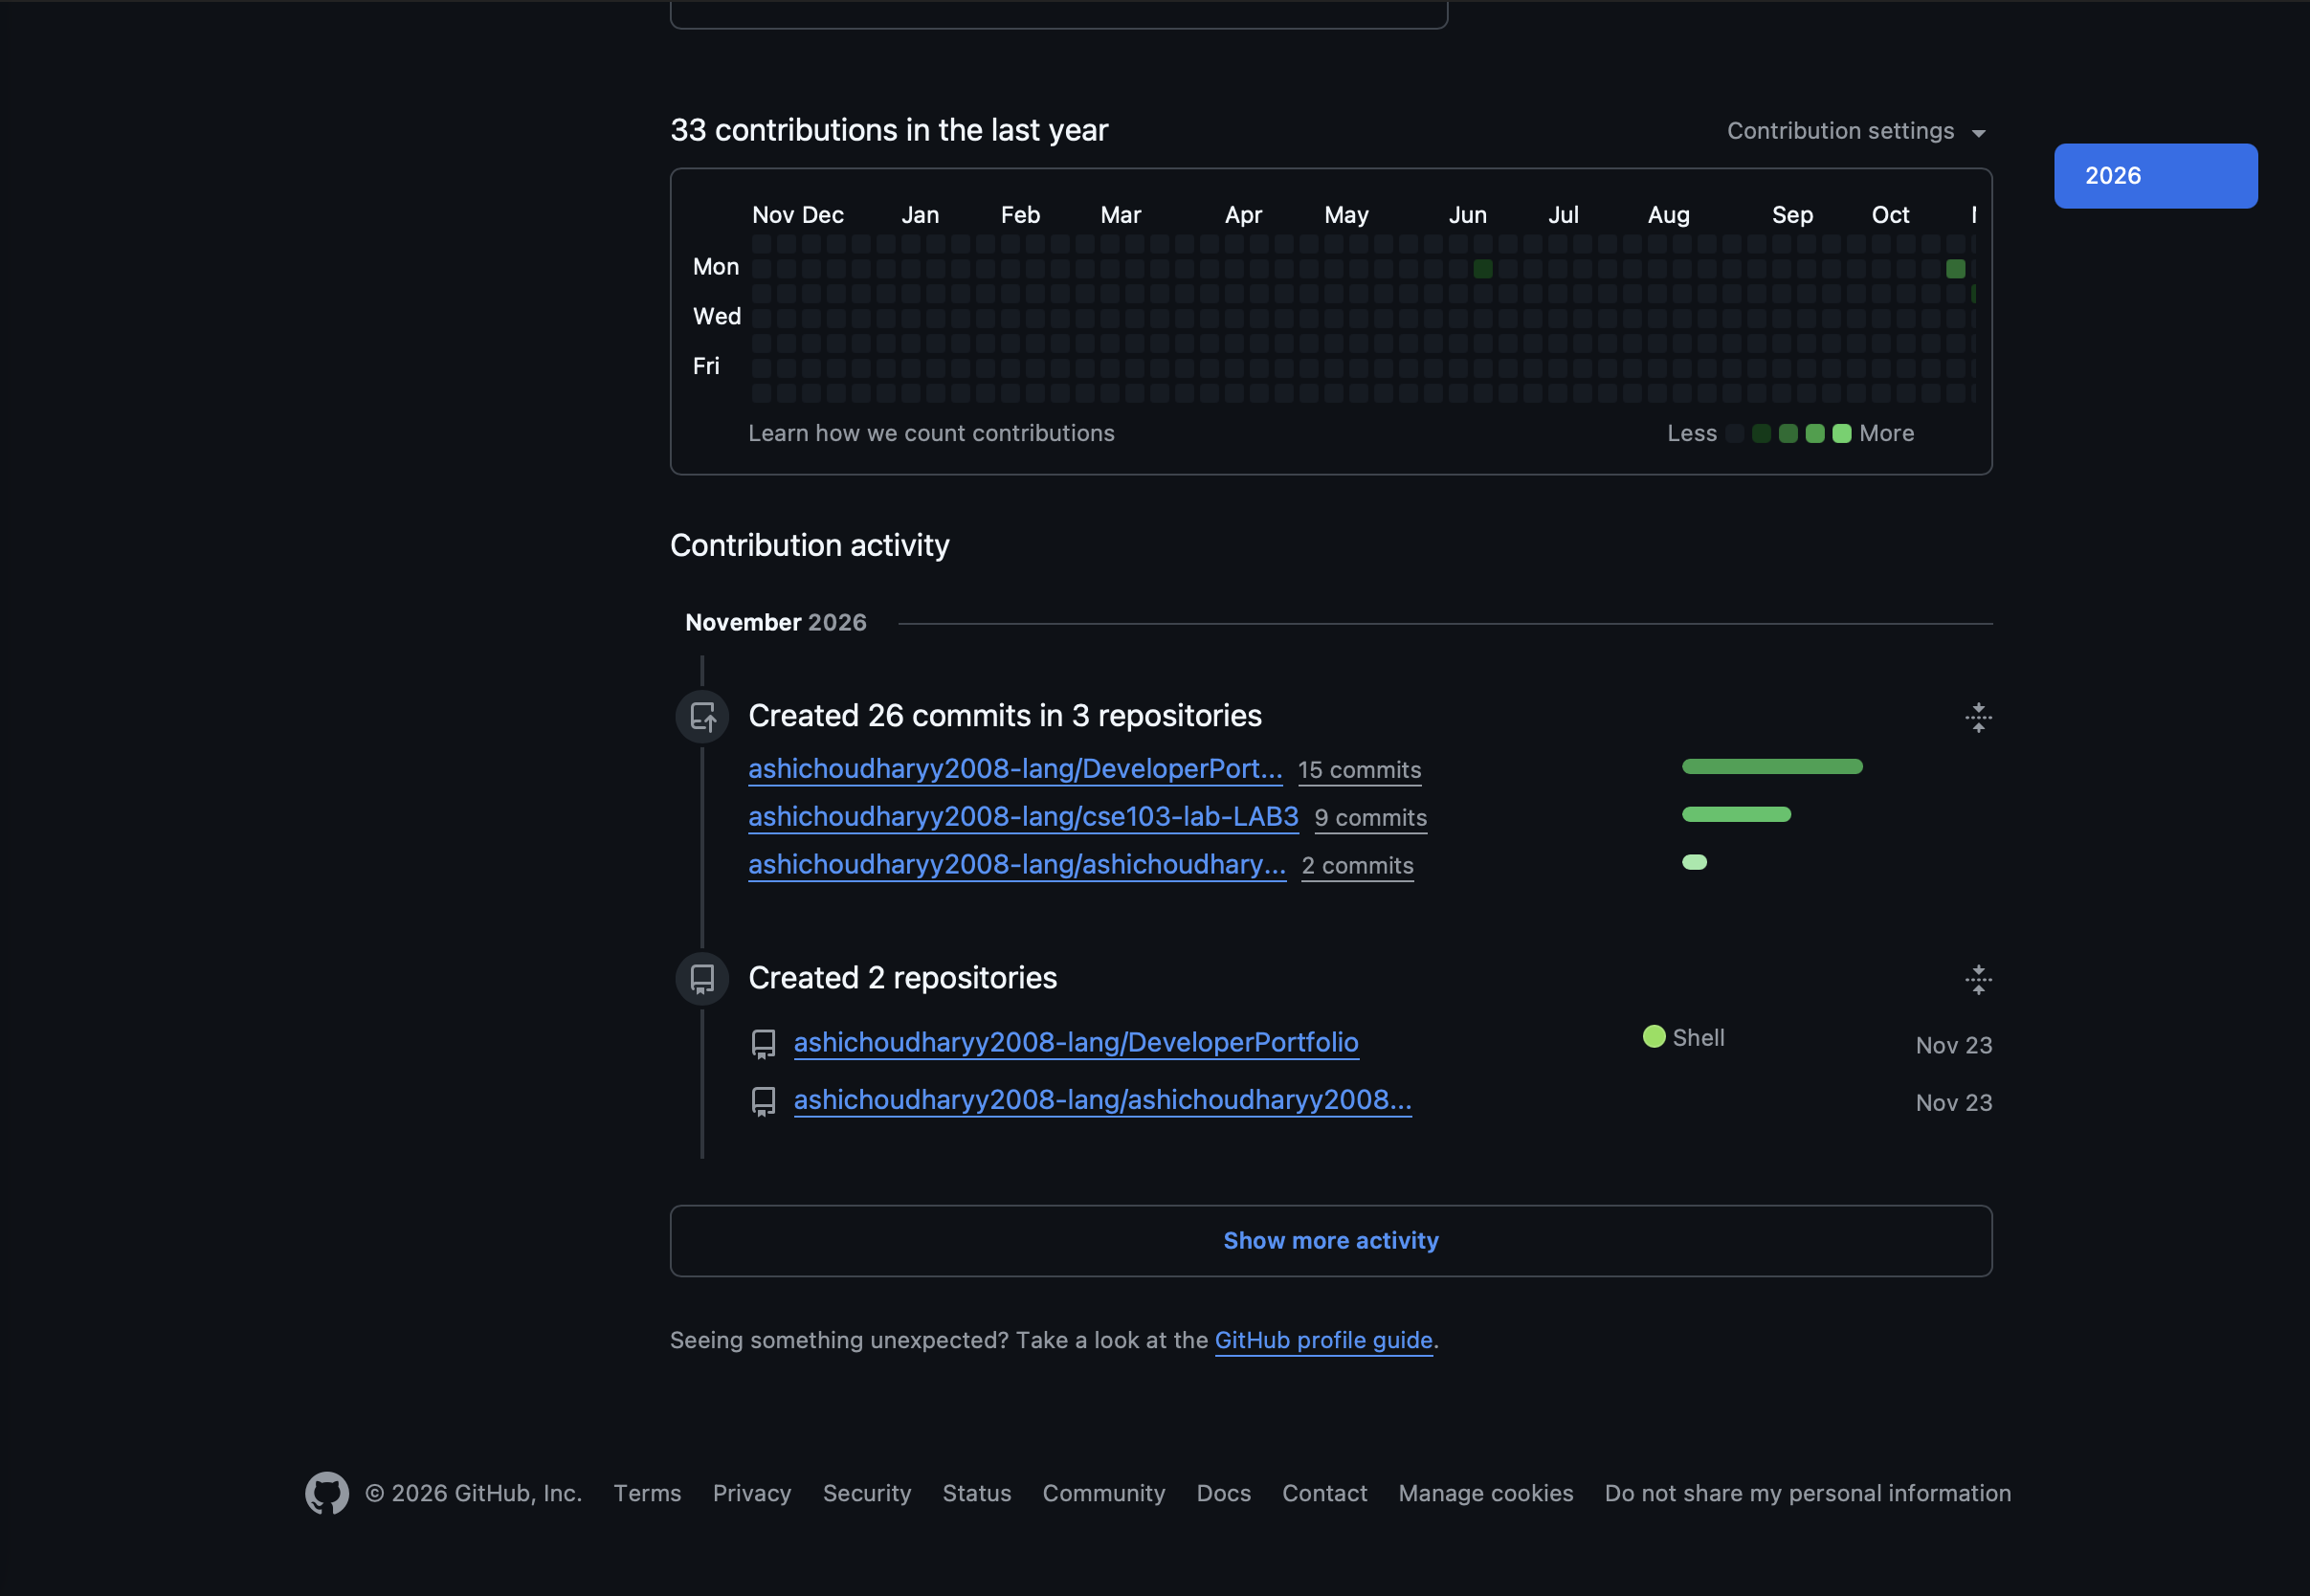 33 contributions in the last year
Contribution settings
2026
Nov Dec Jan Feb Mar Apr May Jun Jul Aug Sep Oct
Mon
Wed
Fri
Learn how we count contributions
Less More
Contribution activity
November 2026
Created 26 commits in 3 repositories
ashichoudharyy2008-lang/DeveloperPort... 15 commits
ashichoudharyy2008-lang/cse103-lab-LAB3 9 commits
ashichoudharyy2008-lang/ashichoudhary... 2 commits
Created 2 repositories
ashichoudharyy2008-lang/DeveloperPortfolio Shell Nov 23
ashichoudharyy2008-lang/ashichoudharyy2008... Nov 23
Show more activity
Seeing something unexpected? Take a look at the GitHub profile guide.
© 2026 GitHub, Inc. Terms Privacy Security Status Community Docs Contact Manage cookies Do not share my personal information